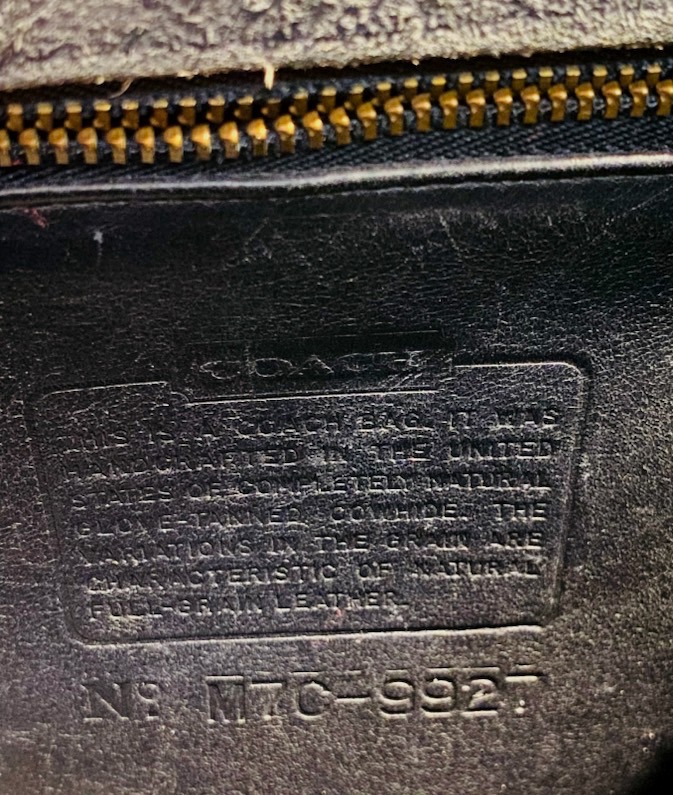 COACH
THIS IS A COACH BAG. IT WAS
HANDCRAFTED IN THE UNITED
STATES OF COMPLETELY NATURAL
GLOVE-TANNED COWHIDE. THE
VARIATIONS IN THE GRAIN ARE
CHARACTERISTIC OF NATURAL
FULL-GRAIN LEATHER.
No M7C-9927